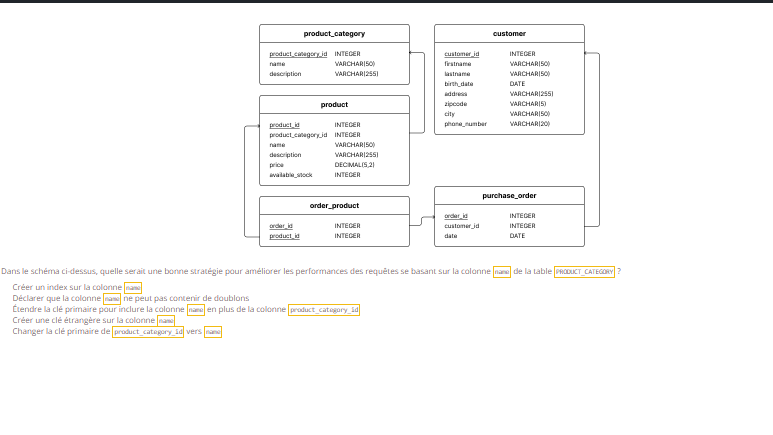 product_category
product_category_id INTEGER
name VARCHAR(50)
description VARCHAR(255)
customer
customer_id INTEGER
firstname VARCHAR(50)
lastname VARCHAR(50)
birth_date DATE
address VARCHAR(255)
zipcode VARCHAR(5)
city VARCHAR(50)
phone_number VARCHAR(20)
product
product_id INTEGER
product_category_id INTEGER
name VARCHAR(50)
description VARCHAR(255)
price DECIMAL(5,2)
available_stock INTEGER
order_product
order_id INTEGER
product_id INTEGER
purchase_order
order_id INTEGER
customer_id INTEGER
date DATE
Dans le schéma ci-dessus, quelle serait une bonne stratégie pour améliorer les performances des requêtes se basant sur la colonne name de la table PRODUCT_CATEGORY ?
Créer un index sur la colonne name
Déclarer que la colonne name ne peut pas contenir de doublons
Étendre la clé primaire pour inclure la colonne name en plus de la colonne product_category_id
Créer une clé étrangère sur la colonne name
Changer la clé primaire de product_category_id vers name